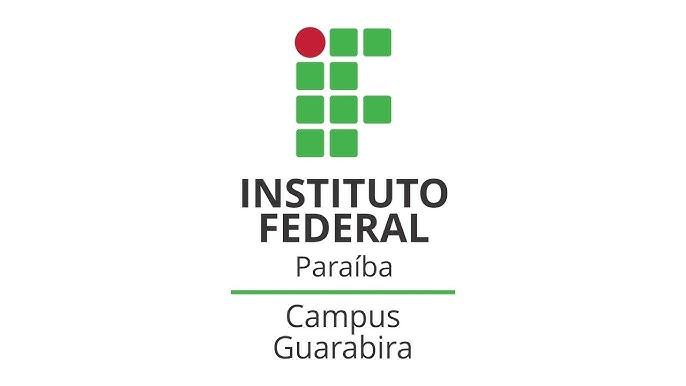 INSTITUTO
FEDERAL
Paraíba
Campus
Guarabira